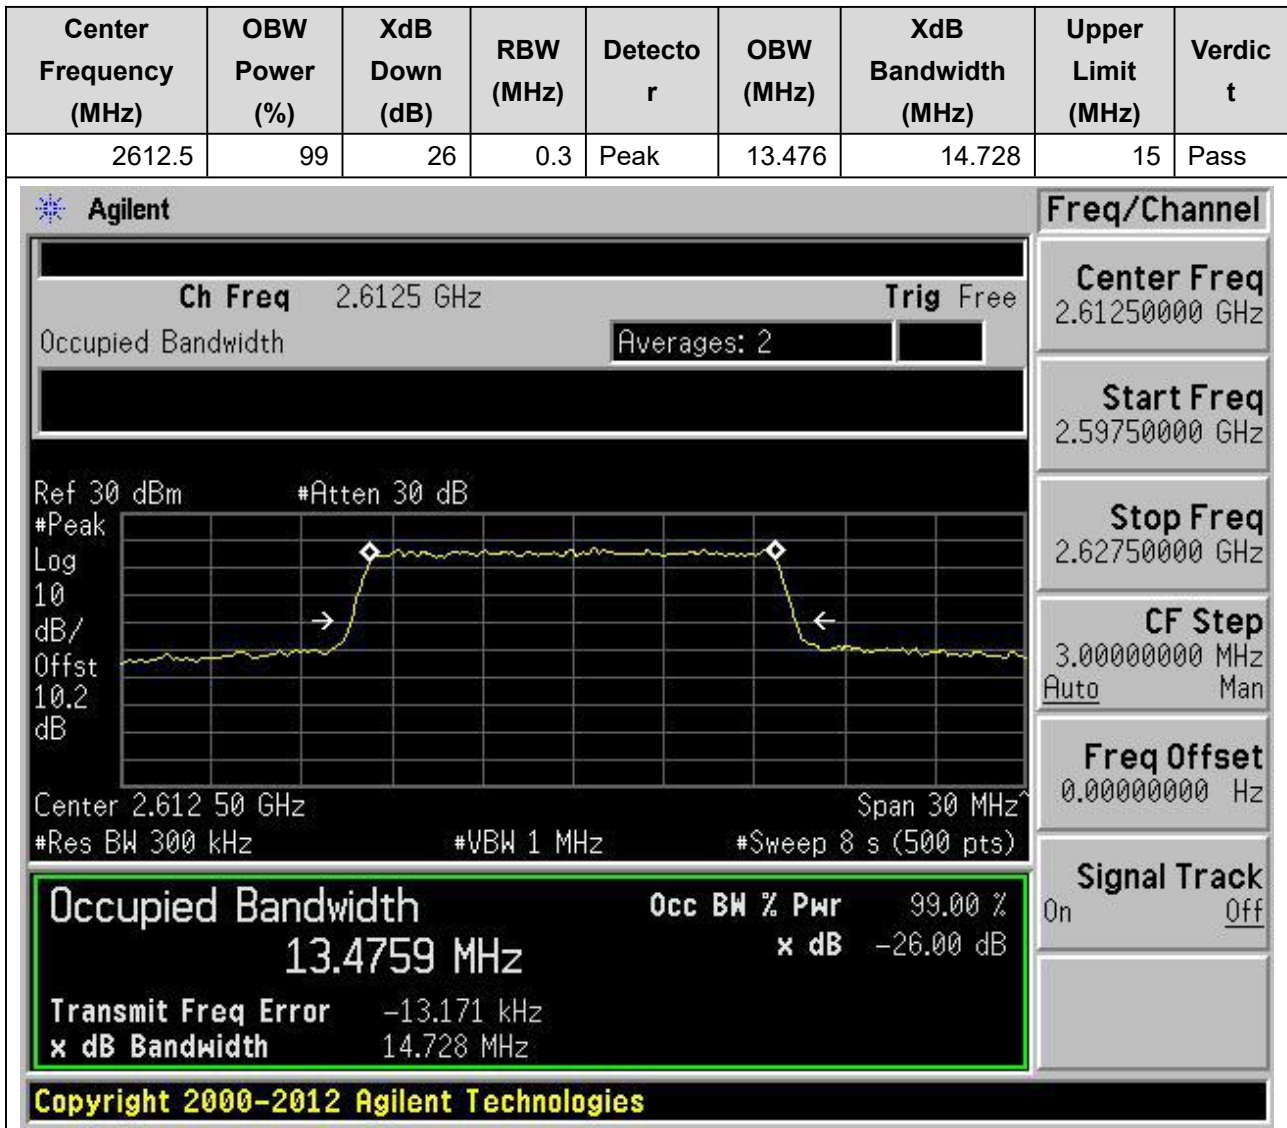 Center Frequency (MHz) OBW Power (%) XdB Down (dB) RBW (MHz) Detecto r OBW (MHz) XdB Bandwidth (MHz) Upper Limit (MHz) Verdic t
2612.5 99 26 0.3 Peak 13.476 14.728 15 Pass
Agilent
Freq/Channel
Ch Freq 2.6125 GHz Trig Free
Occupied Bandwidth Averages: 2
Center Freq
2.61250000 GHz
Start Freq
2.59750000 GHz
Stop Freq
2.62750000 GHz
CF Step
3.00000000 MHz
Auto Man
Freq Offset
0.00000000 Hz
Signal Track
On Off
Ref 30 dBm #Atten 30 dB
#Peak
Log
10
dB/
Offst
10.2
dB
Center 2.612 50 GHz Span 30 MHz^
#Res BW 300 kHz #VBW 1 MHz #Sweep 8 s (500 pts)
Occupied Bandwidth Occ BW % Pwr 99.00 %
13.4759 MHz x dB -26.00 dB
Transmit Freq Error -13.171 kHz
x dB Bandwidth 14.728 MHz
Copyright 2000-2012 Agilent Technologies